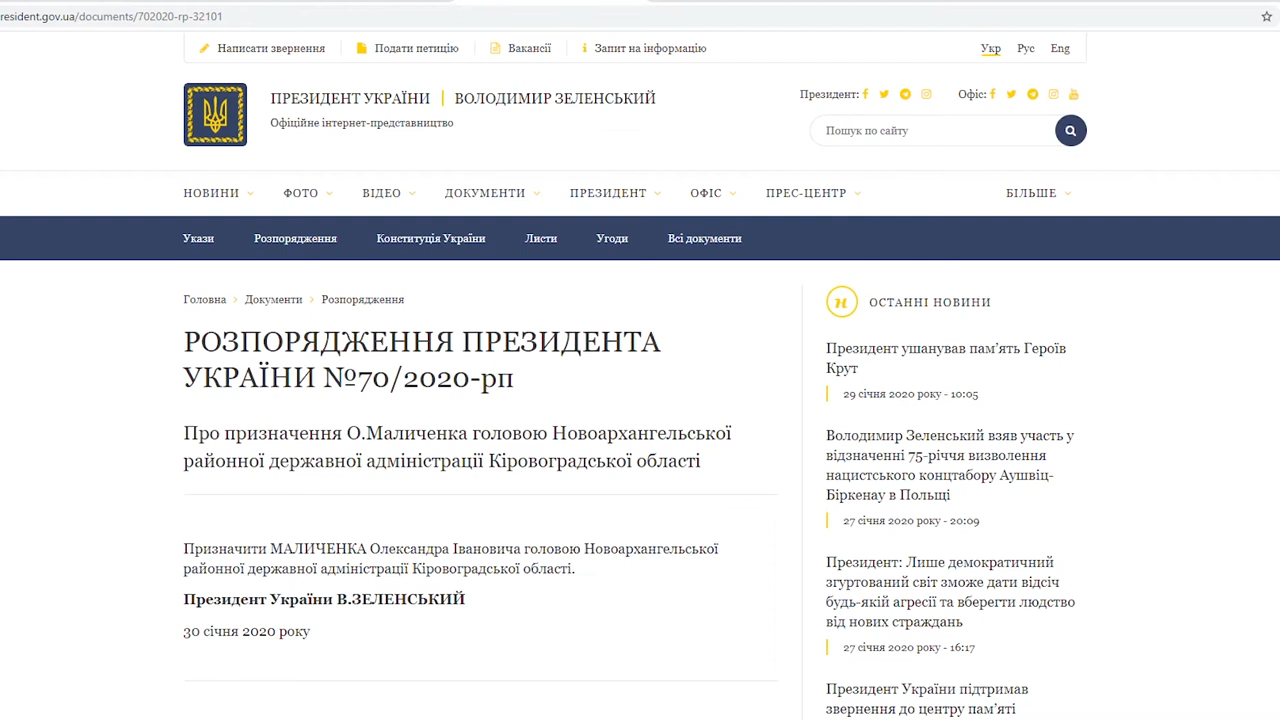 resident.gov.ua/documents/702020-rp-32101
Написати звернення
Подати петицію
Вакансії
Запит на інформацію
Укр
Рус
Eng
ПРЕЗИДЕНТ УКРАЇНИ
ВОЛОДИМИР ЗЕЛЕНСЬКИЙ
Офіційне інтернет-представництво
Президент:
Офіс:
Пошук по сайту
НОВИНИ
ФОТО
ВІДЕО
ДОКУМЕНТИ
ПРЕЗИДЕНТ
ОФІС
ПРЕС-ЦЕНТР
БІЛЬШЕ
Укази
Розпорядження
Конституція України
Листи
Угоди
Всі документи
Головна
Документи
Розпорядження
РОЗПОРЯДЖЕННЯ ПРЕЗИДЕНТА
УКРАЇНИ №70/2020-рп
Про призначення О.Маличенка головою Новоархангельської
районної державної адміністрації Кіровоградської області
Призначити МАЛИЧЕНКА Олександра Івановича головою Новоархангельської
районної державної адміністрації Кіровоградської області.
Президент України В.ЗЕЛЕНСЬКИЙ
30 січня 2020 року
н
ОСТАННІ НОВИНИ
Президент ушанував пам’ять Героїв
Крут
29 січня 2020 року - 10:05
Володимир Зеленський взяв участь у
відзначенні 75-річчя визволення
нацистського концтабору Аушвіц-
Біркенау в Польщі
27 січня 2020 року - 20:09
Президент: Лише демократичний
згуртований світ зможе дати відсіч
будь-якій агресії та вберегти людство
від нових страждань
27 січня 2020 року - 16:17
Президент України підтримав
звернення до центру пам’яті